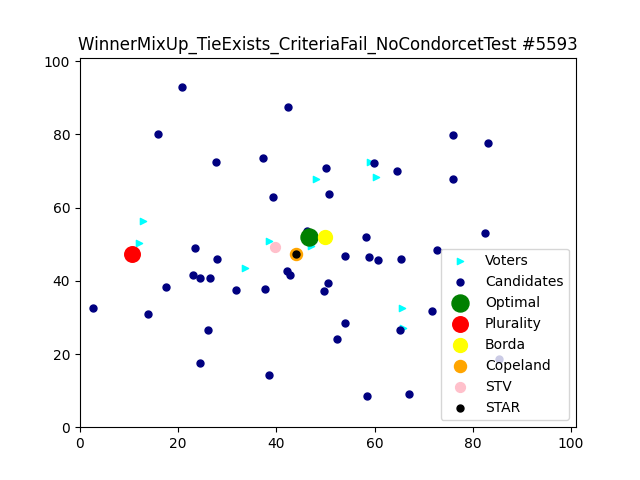 WinnerMixUp_TieExists_CriteriaFail_NoCondorcetTest #5593
100
80
60
40
20
0
Voters
Candidates
Optimal
Plurality
Borda
Copeland
STV
STAR
0 20 40 60 80 100